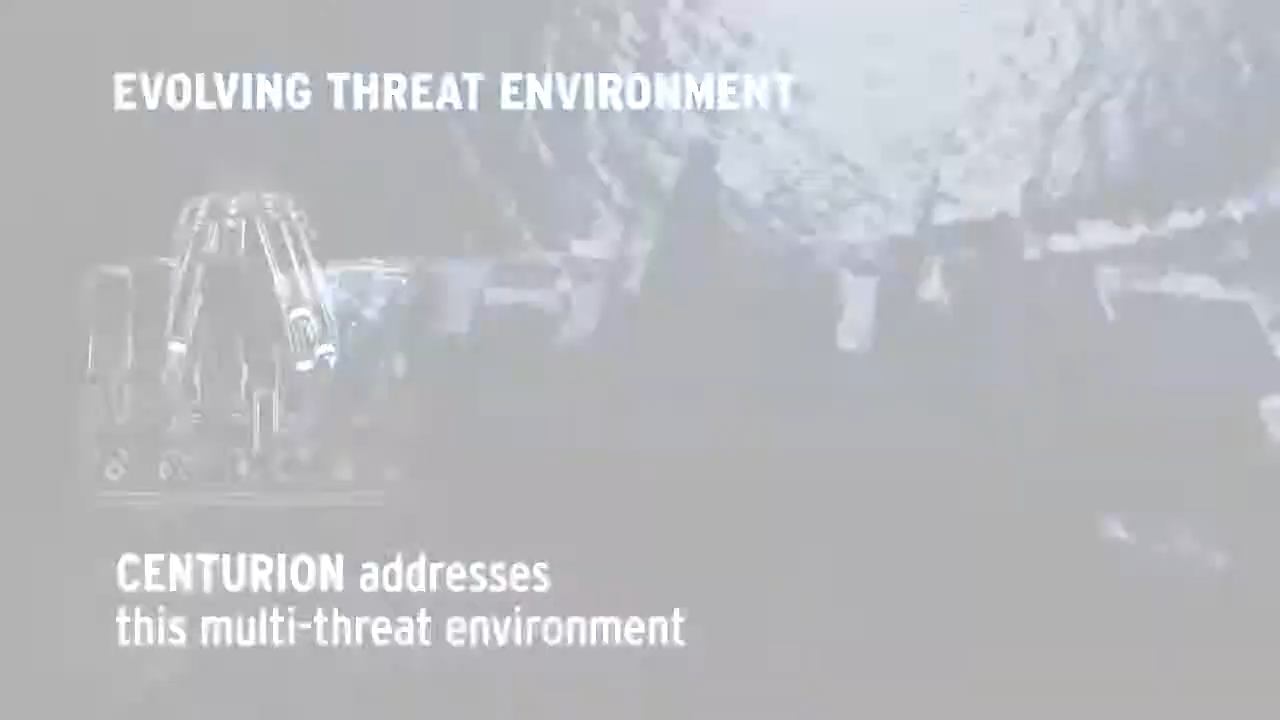 EVOLVING THREAT ENVIRONMENT
CENTURION addresses
this multi-threat environment